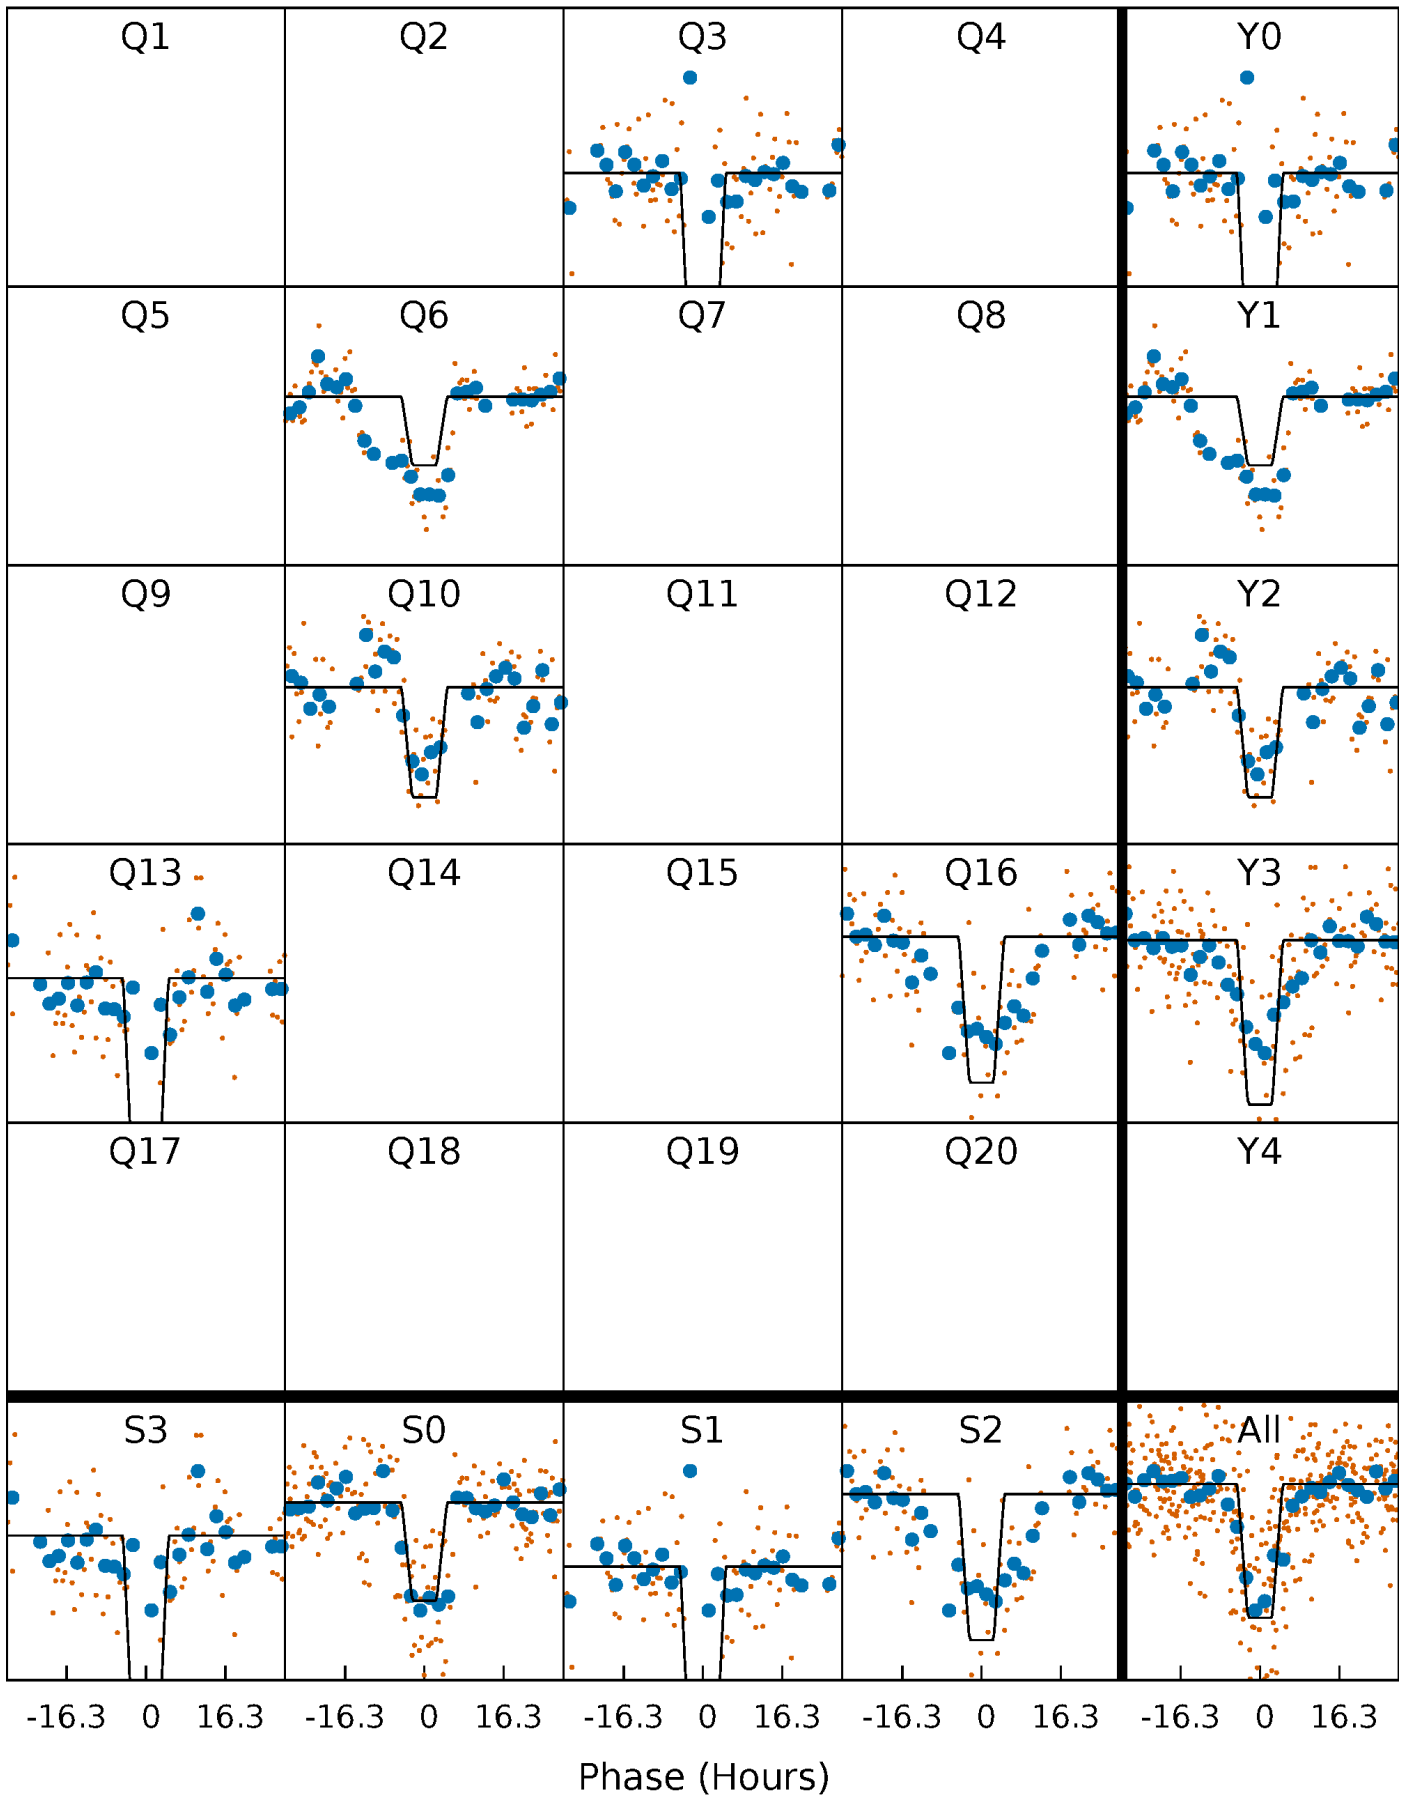 Q1 Q2 Q3 Q4 Y0
Q5 Q6 Q7 Q8 Y1
Q9 Q10 Q11 Q12 Y2
Q13 Q14 Q15 Q16 Y3
Q17 Q18 Q19 Q20 Y4
S3 S0 S1 S2 All
-16.3 0 16.3 -16.3 0 16.3 -16.3 0 16.3 -16.3 0 16.3 -16.3 0 16.3
Phase (Hours)